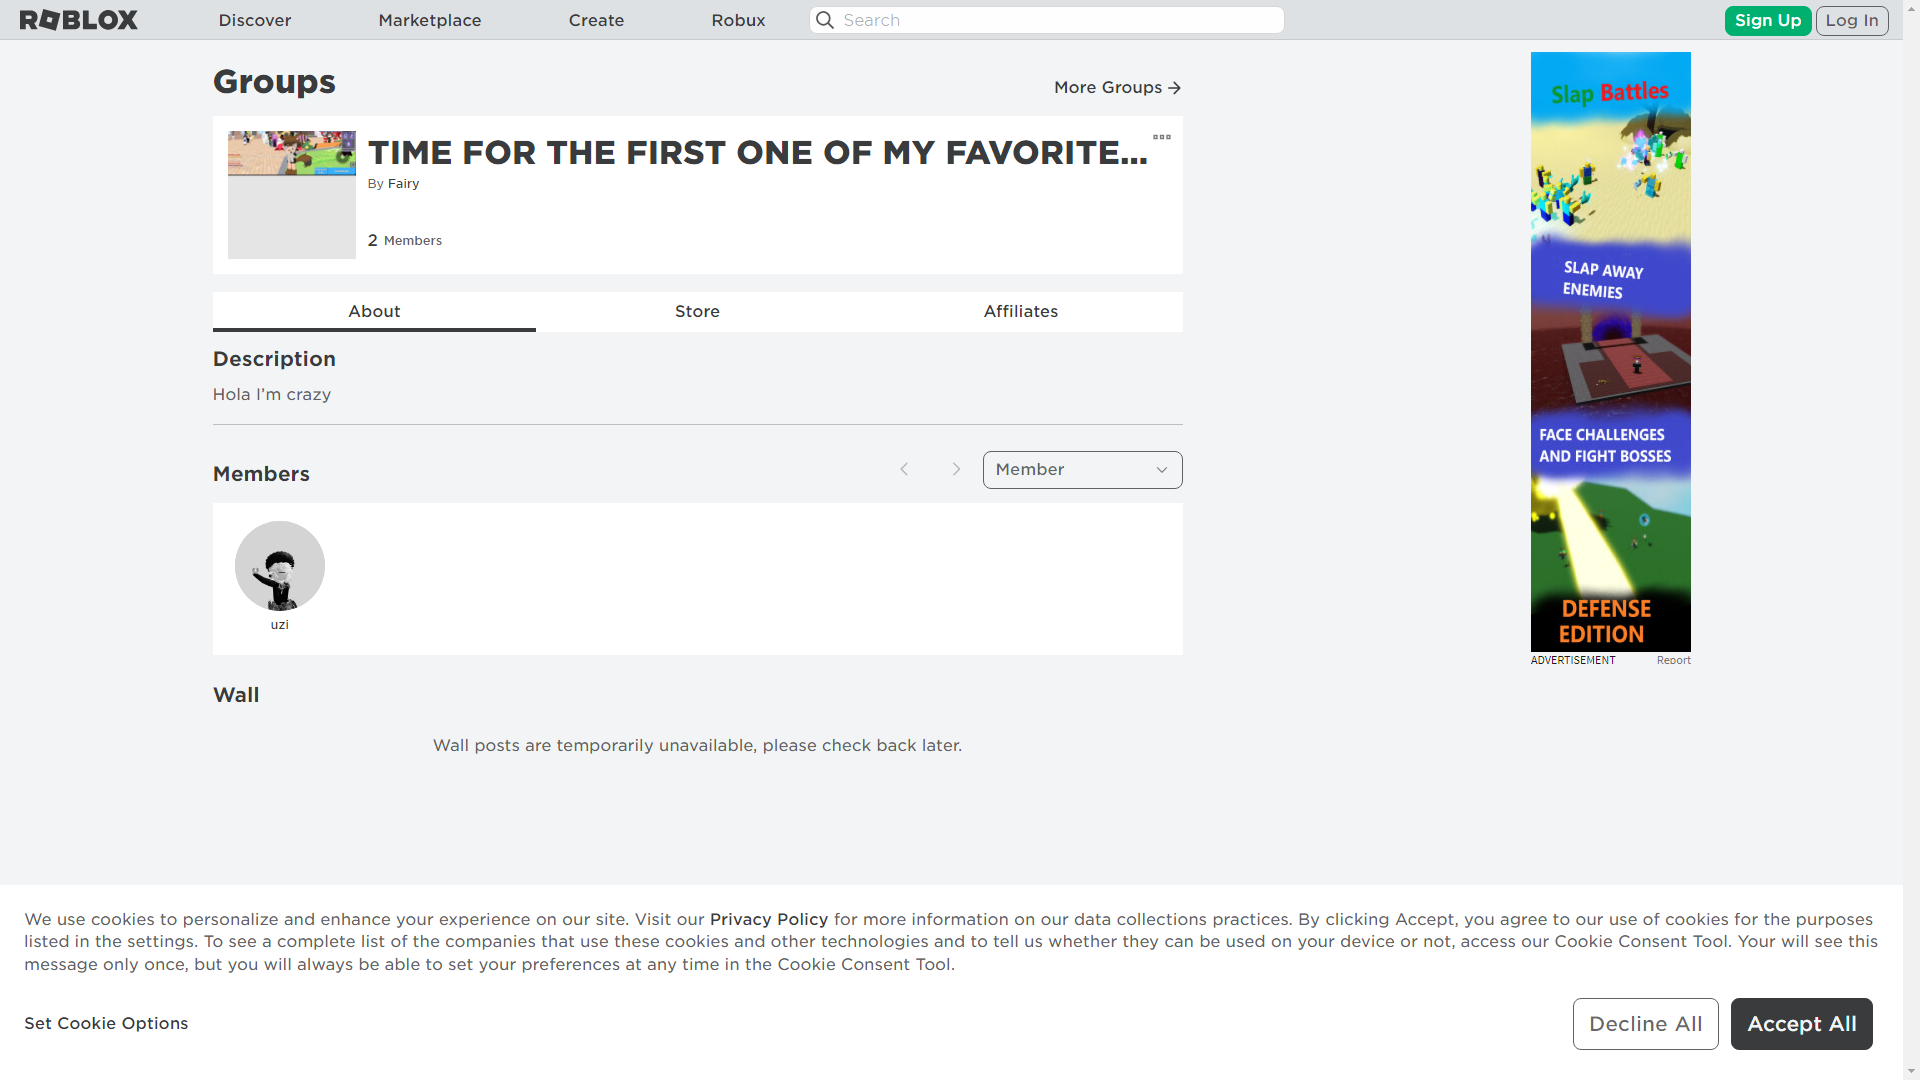 ROBLOX
Discover
Marketplace
Create
Robux
Search
Sign Up
Log In
Groups
More Groups
TIME FOR THE FIRST ONE OF MY FAVORITE...
By Fairy
2 Members
About
Store
Affiliates
Description
Hola I'm crazy
Members
Member
uzi
Wall
Wall posts are temporarily unavailable, please check back later.
Slap Battles
SLAP AWAY
ENEMIES
FACE CHALLENGES
AND FIGHT BOSSES
DEFENSE
EDITION
ADVERTISEMENT
Report
We use cookies to personalize and enhance your experience on our site. Visit our Privacy Policy for more information on our data collections practices. By clicking Accept, you agree to our use of cookies for the purposes
listed in the settings. To see a complete list of the companies that use these cookies and other technologies and to tell us whether they can be used on your device or not, access our Cookie Consent Tool. Your will see this
message only once, but you will always be able to set your preferences at any time in the Cookie Consent Tool.
Set Cookie Options
Decline All
Accept All